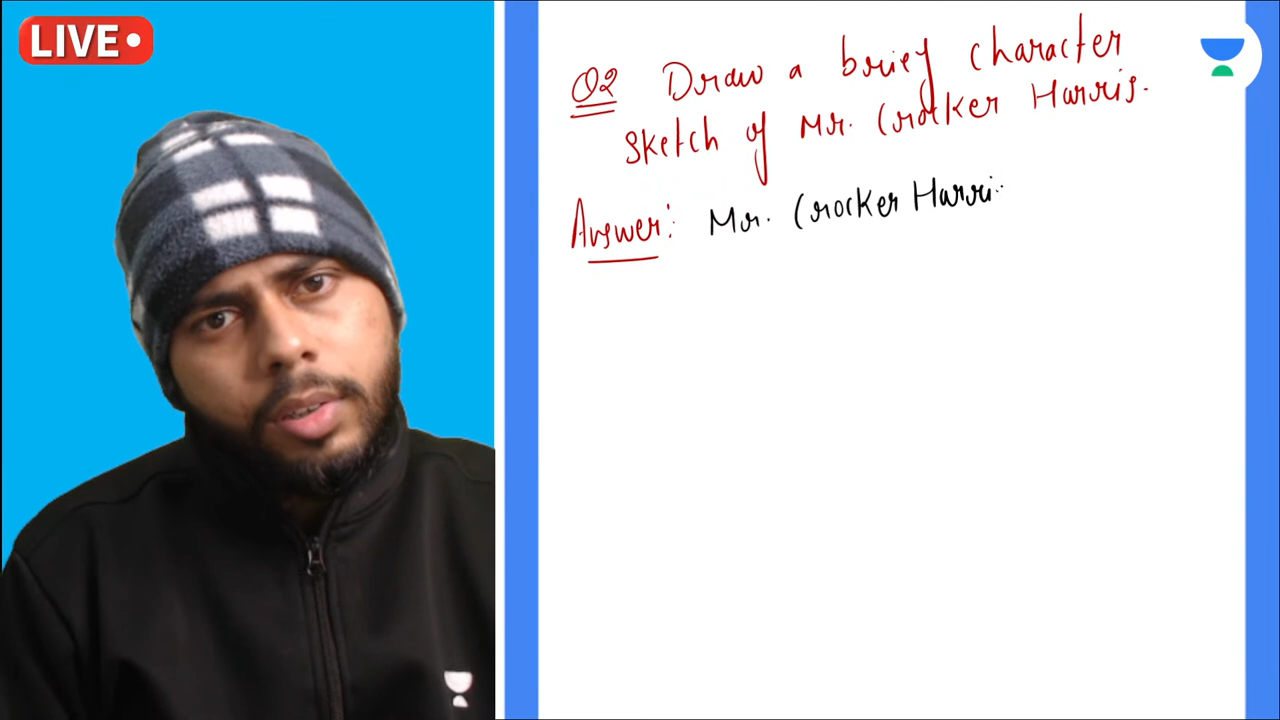 LIVE
Q2 Draw a brief character
sketch of Mr. Crocker Harris.
Answer: Mr. Crocker Harri